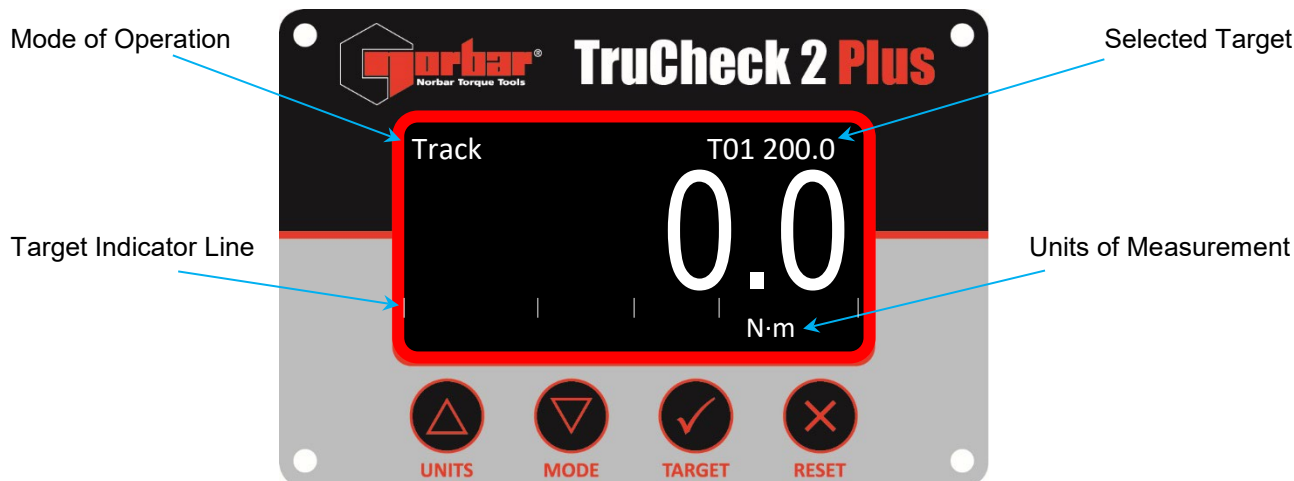 Mode of Operation
Selected Target
norbar®
Norbar Torque Tools
TruCheck 2 Plus
Track
T01 200.0
0.0
Target Indicator Line
Units of Measurement
N·m
UNITS
MODE
TARGET
RESET